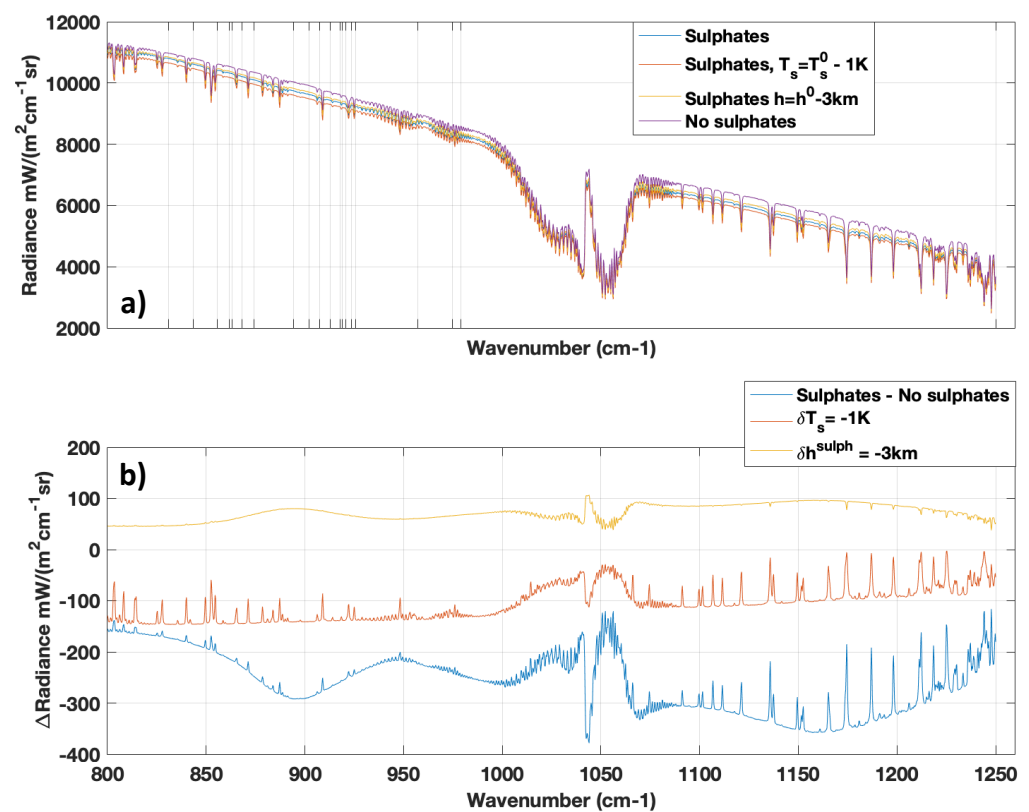 12000
10000
8000
6000
4000
2000
Radiance mW/(m²cm⁻¹sr)
Sulphates
Sulphates, Tₛ=Tₛ⁰ - 1K
Sulphates h=h⁰-3km
No sulphates
a)
Wavenumber (cm-1)
Sulphates - No sulphates
δTₛ= -1K
δhˢᵘˡᵖʰ = -3km
b)
200
100
0
-100
-200
-300
-400
ΔRadiance mW/(m²cm⁻¹sr)
800 850 900 950 1000 1050 1100 1150 1200 1250
Wavenumber (cm-1)